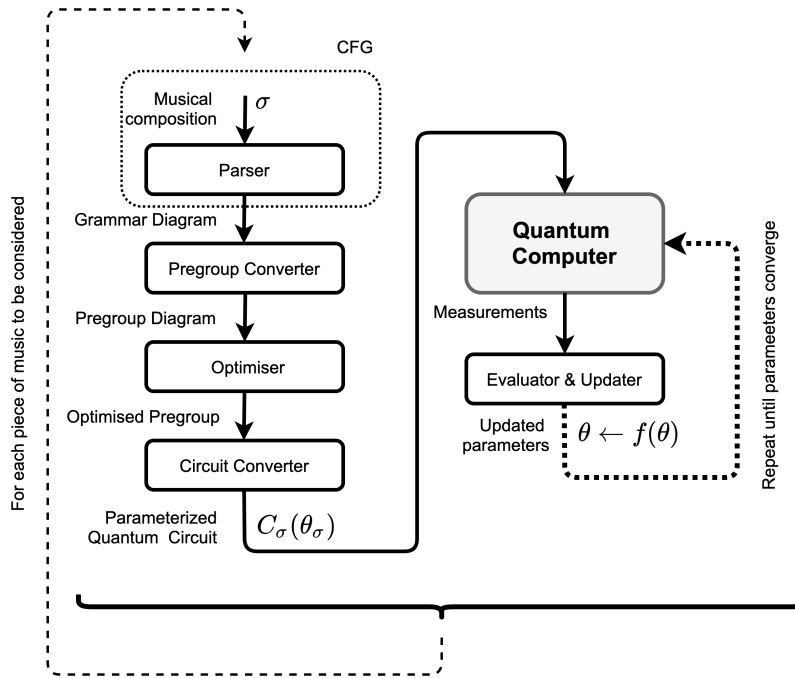 CFG
Musical
composition
σ
Parser
Grammar Diagram
Pregroup Converter
Pregroup Diagram
Optimiser
Optimised Pregroup
Circuit Converter
Parameterized
Quantum Circuit
C_σ(θ_σ)
Quantum
Computer
Measurements
Evaluator & Updater
Updated
parameters
θ ← f(θ)
For each piece of music to be considered
Repeat until parameeters converge